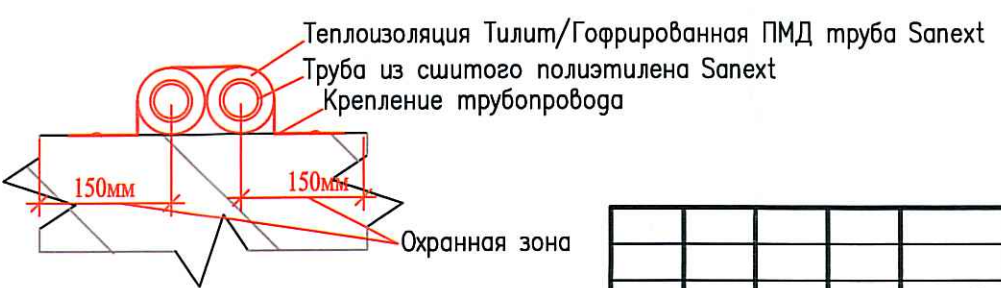 Теплоизоляция Тилит/Гофрированная ПМД труба Sanext
Труба из сшитого полиэтилена Sanext
Крепление трубопровода
150мм
150мм
Охранная зона